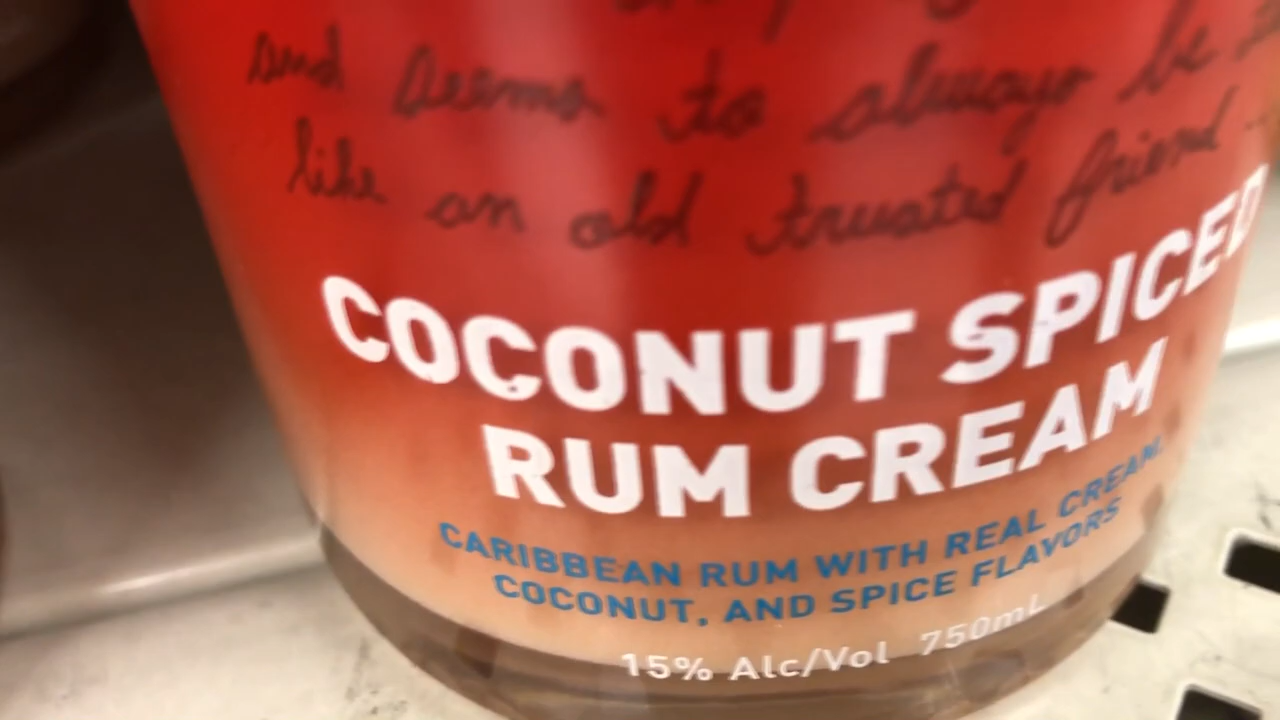 and seems to always be
like an old trusted friend
COCONUT SPICED
RUM CREAM
CARIBBEAN RUM WITH REAL CREAM,
COCONUT, AND SPICE FLAVORS
15% Alc/Vol 750mL